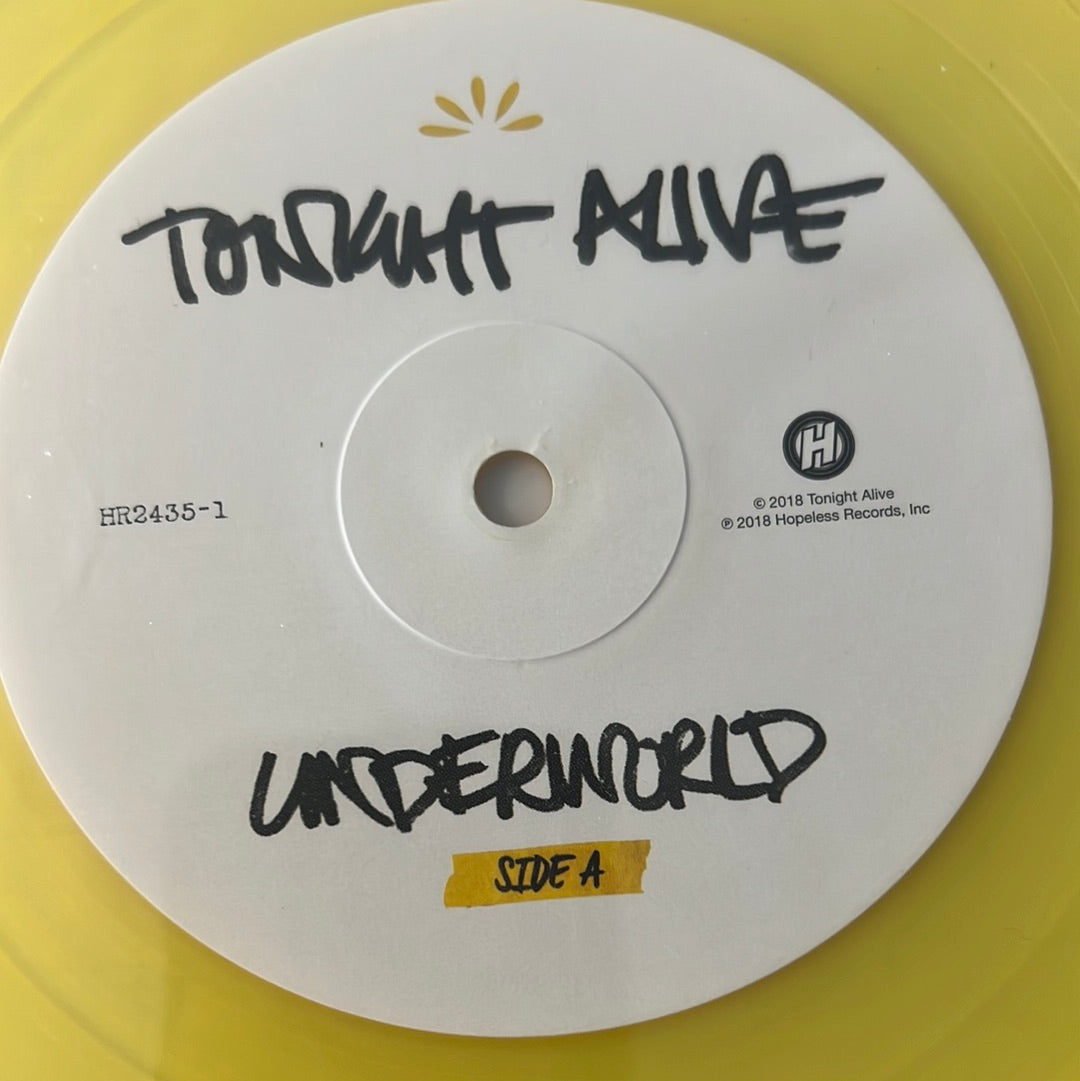 TONIGHT ALIVE
H
HR2435-1
© 2018 Tonight Alive
℗ 2018 Hopeless Records, Inc
UNDERWORLD
SIDE A